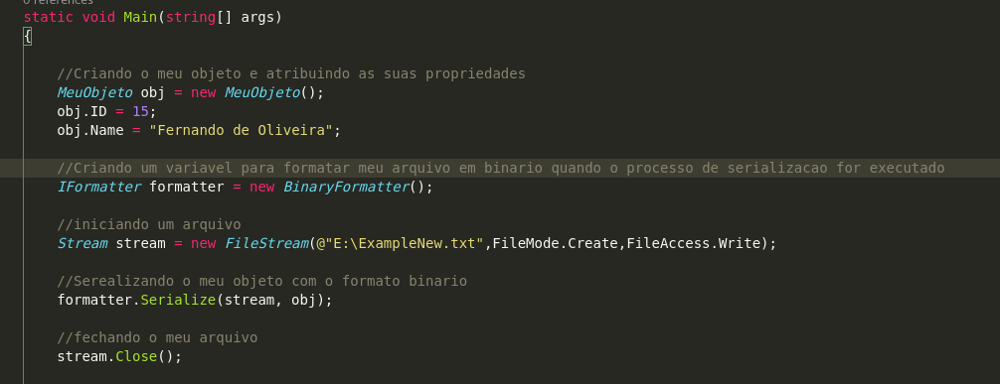 0 references
static void Main(string[] args)
{
//Criando o meu objeto e atribuindo as suas propriedades
MeuObjeto obj = new MeuObjeto();
obj.ID = 15;
obj.Name = "Fernando de Oliveira";
//Criando um variavel para formatar meu arquivo em binario quando o processo de serializacao for executado
IFormatter formatter = new BinaryFormatter();
//iniciando um arquivo
Stream stream = new FileStream(@"E:\ExampleNew.txt",FileMode.Create,FileAccess.Write);
//Serealizando o meu objeto com o formato binario
formatter.Serialize(stream, obj);
//fechando o meu arquivo
stream.Close();